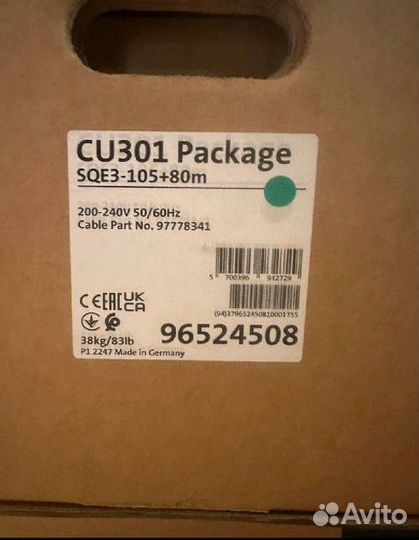 CU301 Package
SQE3-105+80m
200-240V 50/60Hz
Cable Part No. 97778341
5 700396 932729
(94)379652450810001755
CE EAC UK CA
96524508
38kg/83lb
P1 2247 Made in Germany
Avito